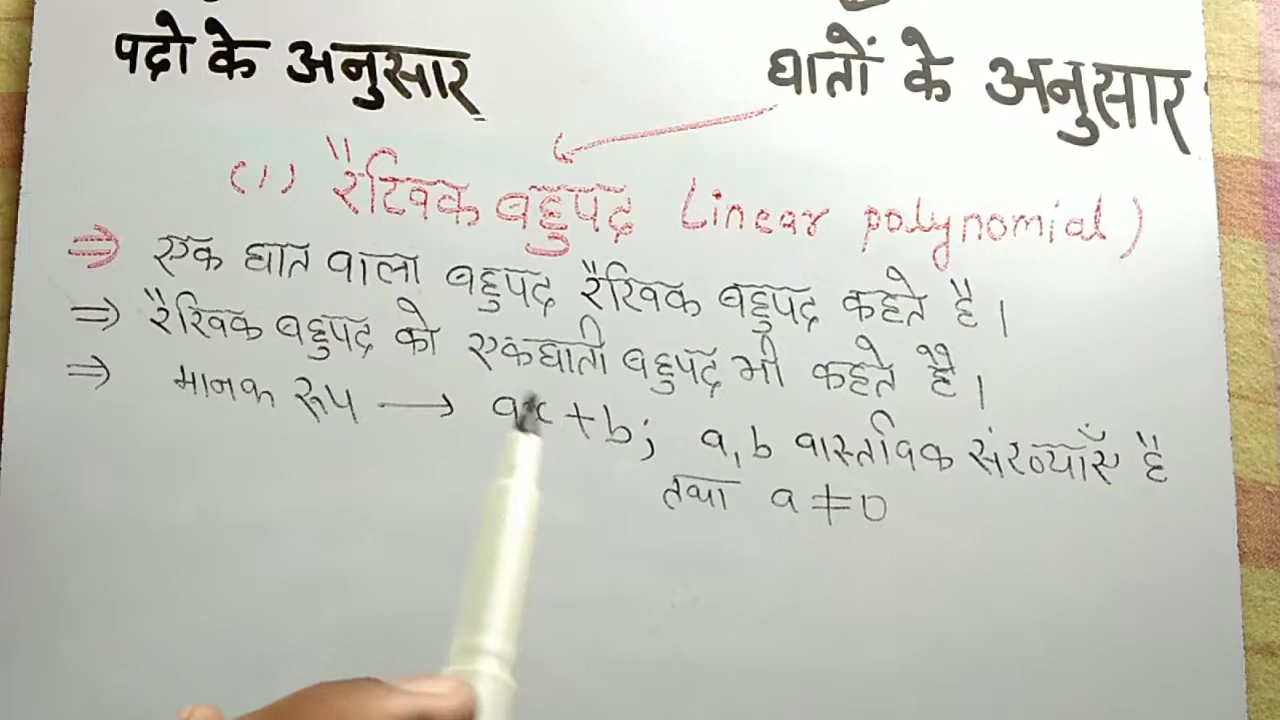 पदो के अनुसार
घातों के अनुसार
(1) रैखिक बहुपद Linear polynomial)
⇒ एक घात वाला बहुपद रैखिक बहुपद कहते है।
⇒ रैखिक बहुपद को एकघाती बहुपद भी कहते है।
⇒ मानक रूप → ax+b; a,b वास्तविक संख्याएँ है
तथा a≠0